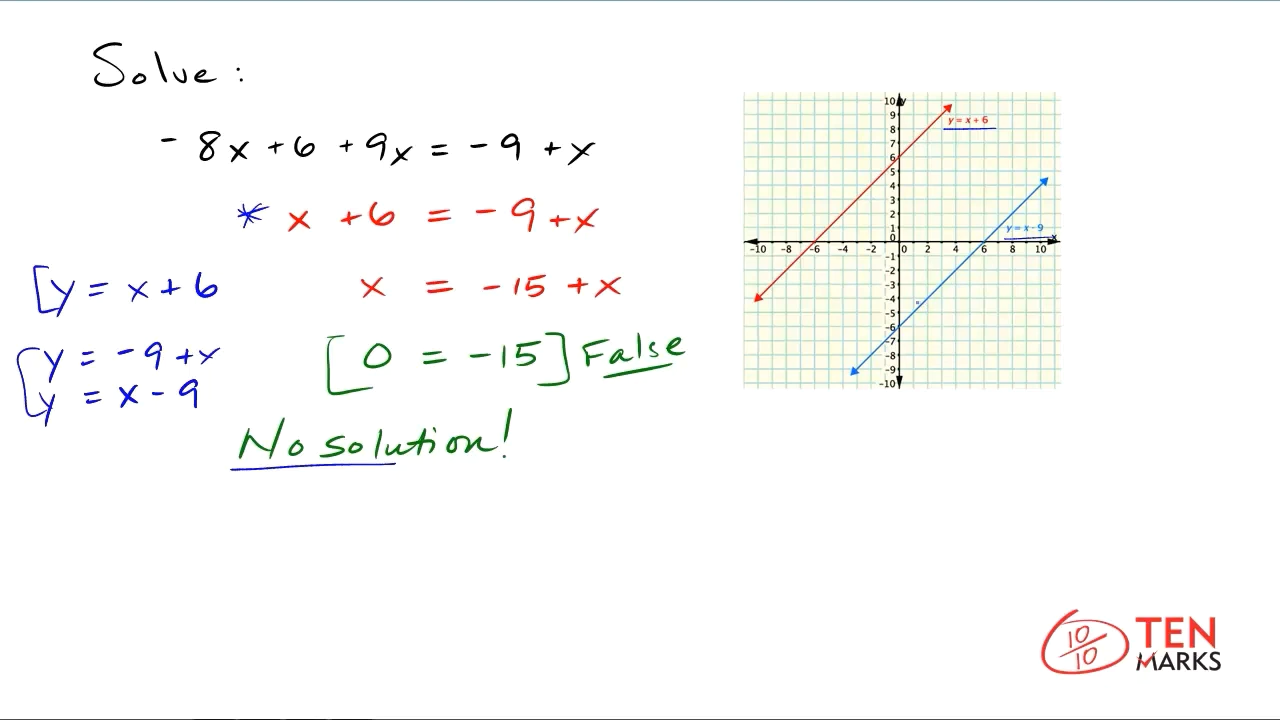 Solve:
-8x + 6 + 9x = -9 + x
* x + 6 = -9 + x
[y = x + 6
x = -15 + x
y = -9 + x
y = x - 9
[0 = -15] False
No solution!
y
10
9
8
7
6
5
4
3
2
1
0
-1
-2
-3
-4
-5
-6
-7
-8
-9
-10
-10 -8 -6 -4 -2 0 2 4 6 8 10
x
y = x + 6
y = x - 9
10/10
TEN
MARKS